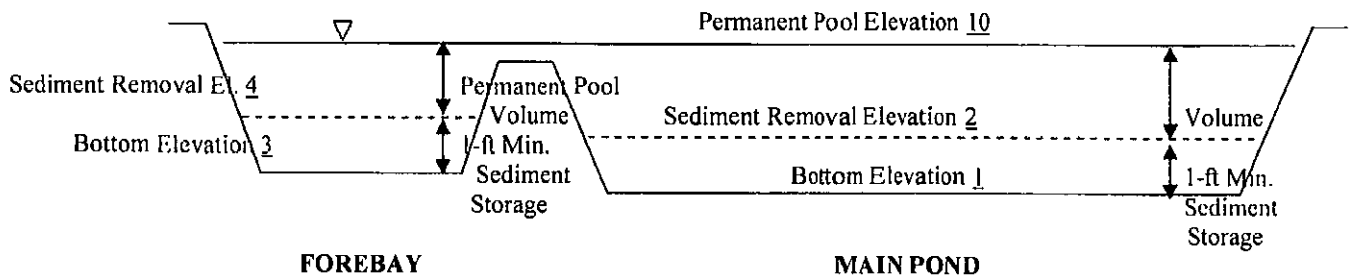 Permanent Pool Elevation 10
Sediment Removal El. 4
Permanent Pool
Volume
Sediment Removal Elevation 2
Volume
Bottom Elevation 3
1-ft Min.
Sediment
Storage
Bottom Elevation 1
1-ft Min.
Sediment
Storage
FOREBAY
MAIN POND